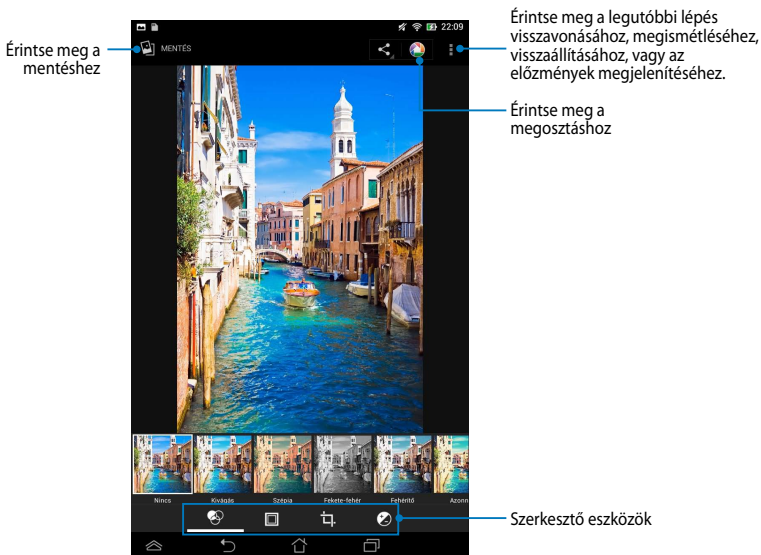 22:09
Érintse meg a
mentéshez
MENTÉS
Érintse meg a legutóbbi lépés
visszavonásához, megismétléséhez,
visszaállításához, vagy az
előzmények megjelenítéséhez.
Érintse meg a
megosztáshoz
Nincs
Kivágás
Szépia
Fekete-fehér
Fehérítő
Azonn
Szerkesztő eszközök